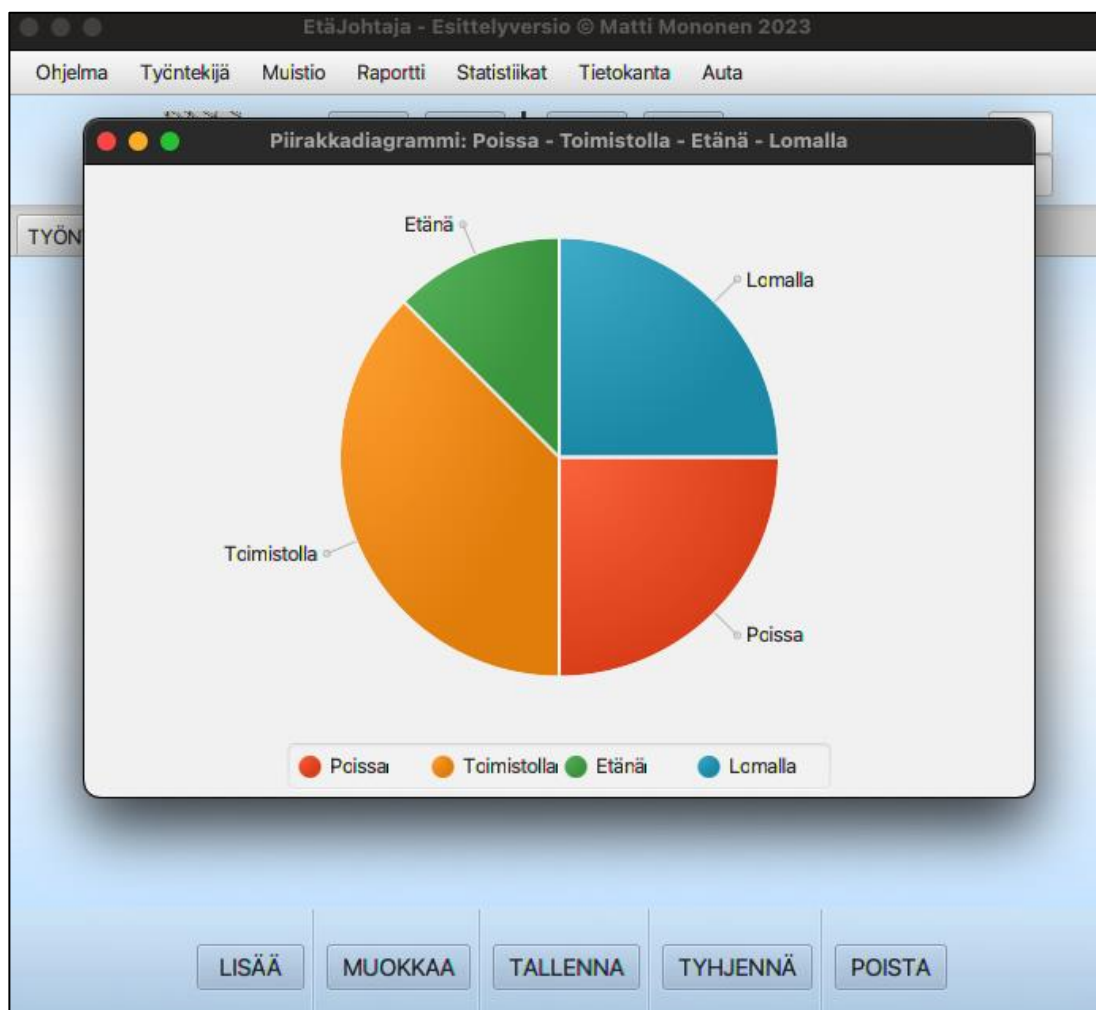 EtäJohtaja - Esittelyversio © Matti Mononen 2023
Ohjelma Työntekijä Muistio Raportti Statistiikat Tietokanta Auta
Piirakkadiagrammi: Poissa - Toimistolla - Etänä - Lomalla
TYÖN
Etänä
Lomalla
Toimistolla
Poissa
Poissa Toimistolla Etänä Lomalla
LISÄÄ MUOKKAA TALLENNA TYHJENNÄ POISTA